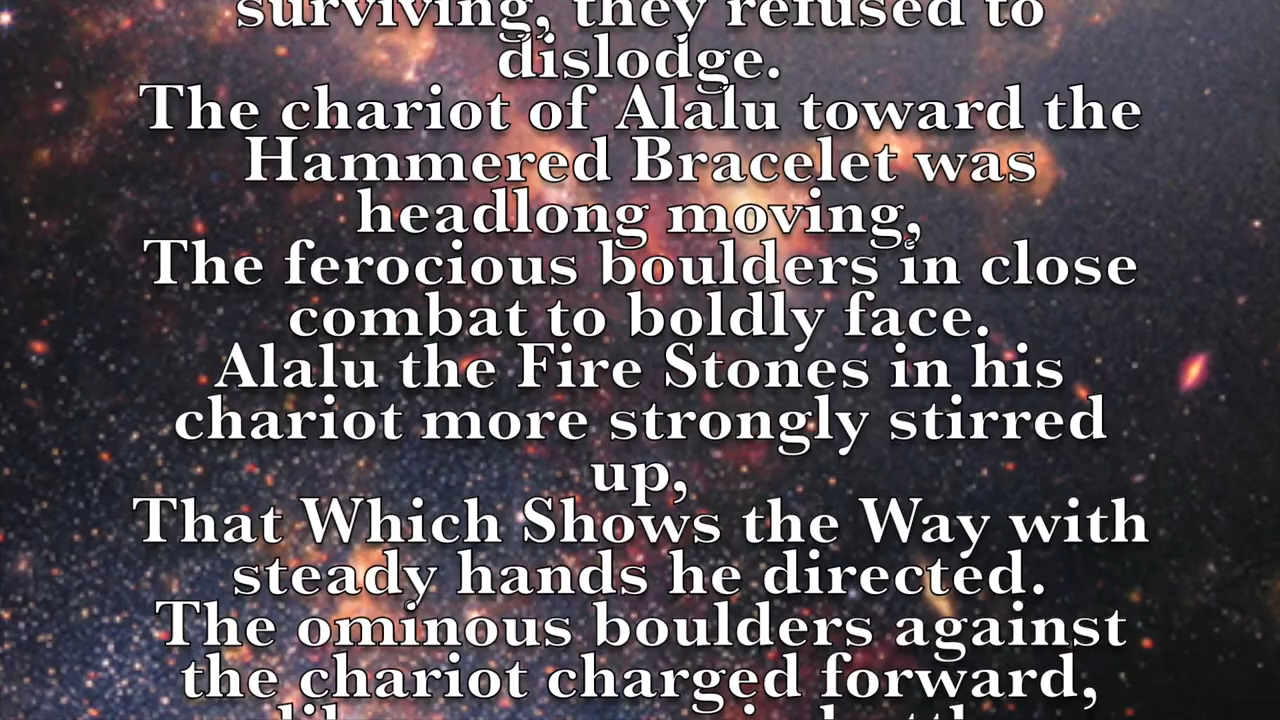 surviving, they refused to
dislodge.
The chariot of Alalu toward the
Hammered Bracelet was
headlong moving,
The ferocious boulders in close
combat to boldly face.
Alalu the Fire Stones in his
chariot more strongly stirred
up,
That Which Shows the Way with
steady hands he directed.
The ominous boulders against
the chariot charged forward,